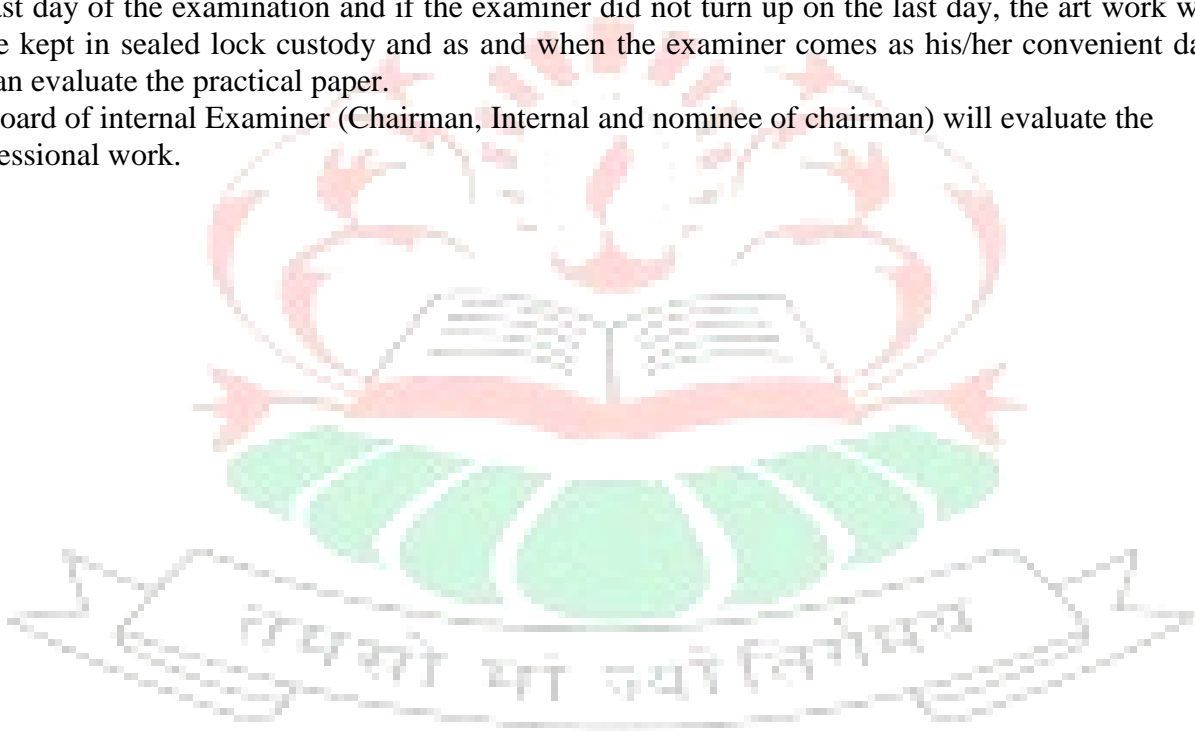 ast day of the examination and if the examiner did not turn up on the last day, the art work w
e kept in sealed lock custody and as and when the examiner comes as his/her convenient da
an evaluate the practical paper.
oard of internal Examiner (Chairman, Internal and nominee of chairman) will evaluate the
essional work.